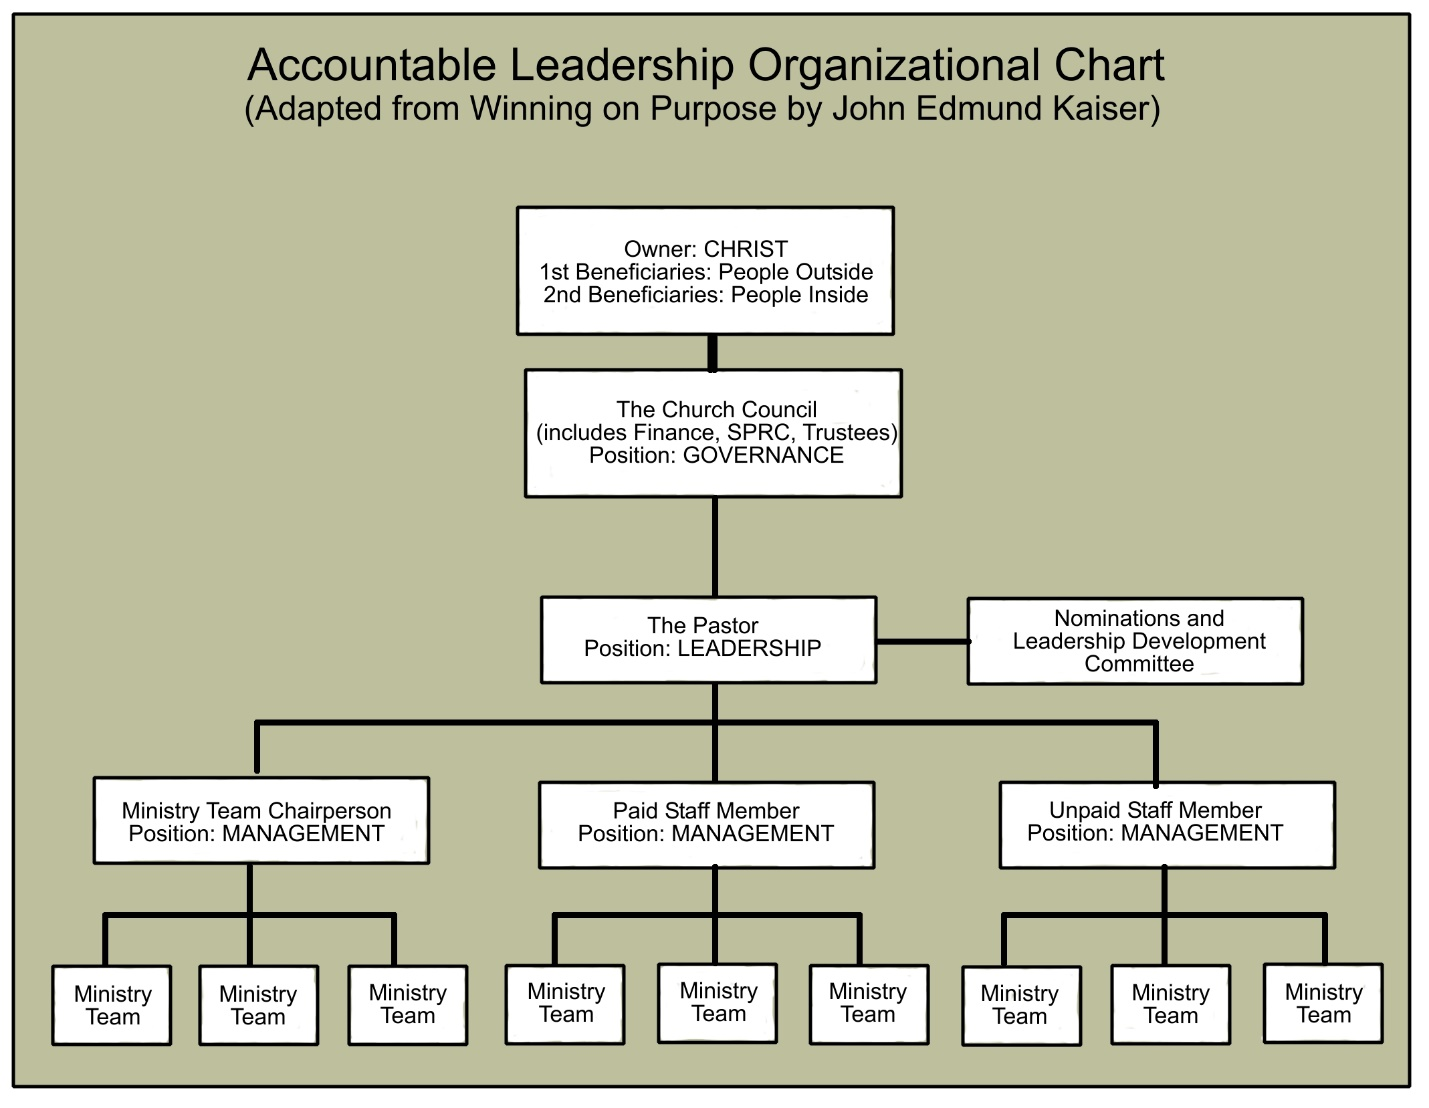 Accountable Leadership Organizational Chart
(Adapted from Winning on Purpose by John Edmund Kaiser)
Owner: CHRIST
1st Beneficiaries: People Outside
2nd Beneficiaries: People Inside
The Church Council
(includes Finance, SPRC, Trustees)
Position: GOVERNANCE
The Pastor
Position: LEADERSHIP
Nominations and
Leadership Development
Committee
Ministry Team Chairperson
Position: MANAGEMENT
Paid Staff Member
Position: MANAGEMENT
Unpaid Staff Member
Position: MANAGEMENT
Ministry
Team
Ministry
Team
Ministry
Team
Ministry
Team
Ministry
Team
Ministry
Team
Ministry
Team
Ministry
Team
Ministry
Team